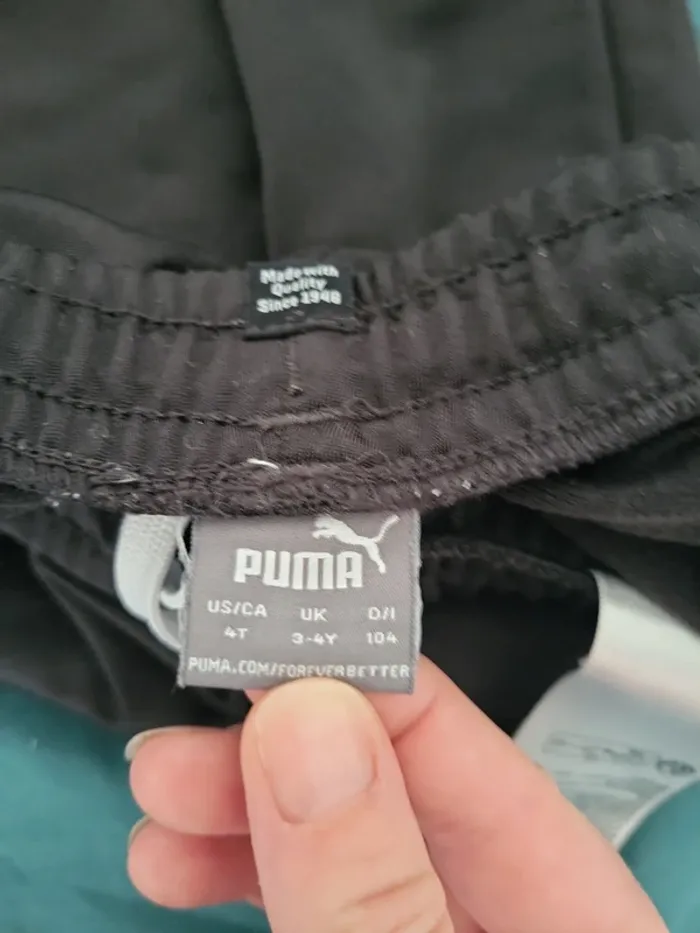 Made with
Quality
Since 1948
PUMA
US/CA UK D/I
4T 3-4Y 104
PUMA.COM/FOREVERBETTER